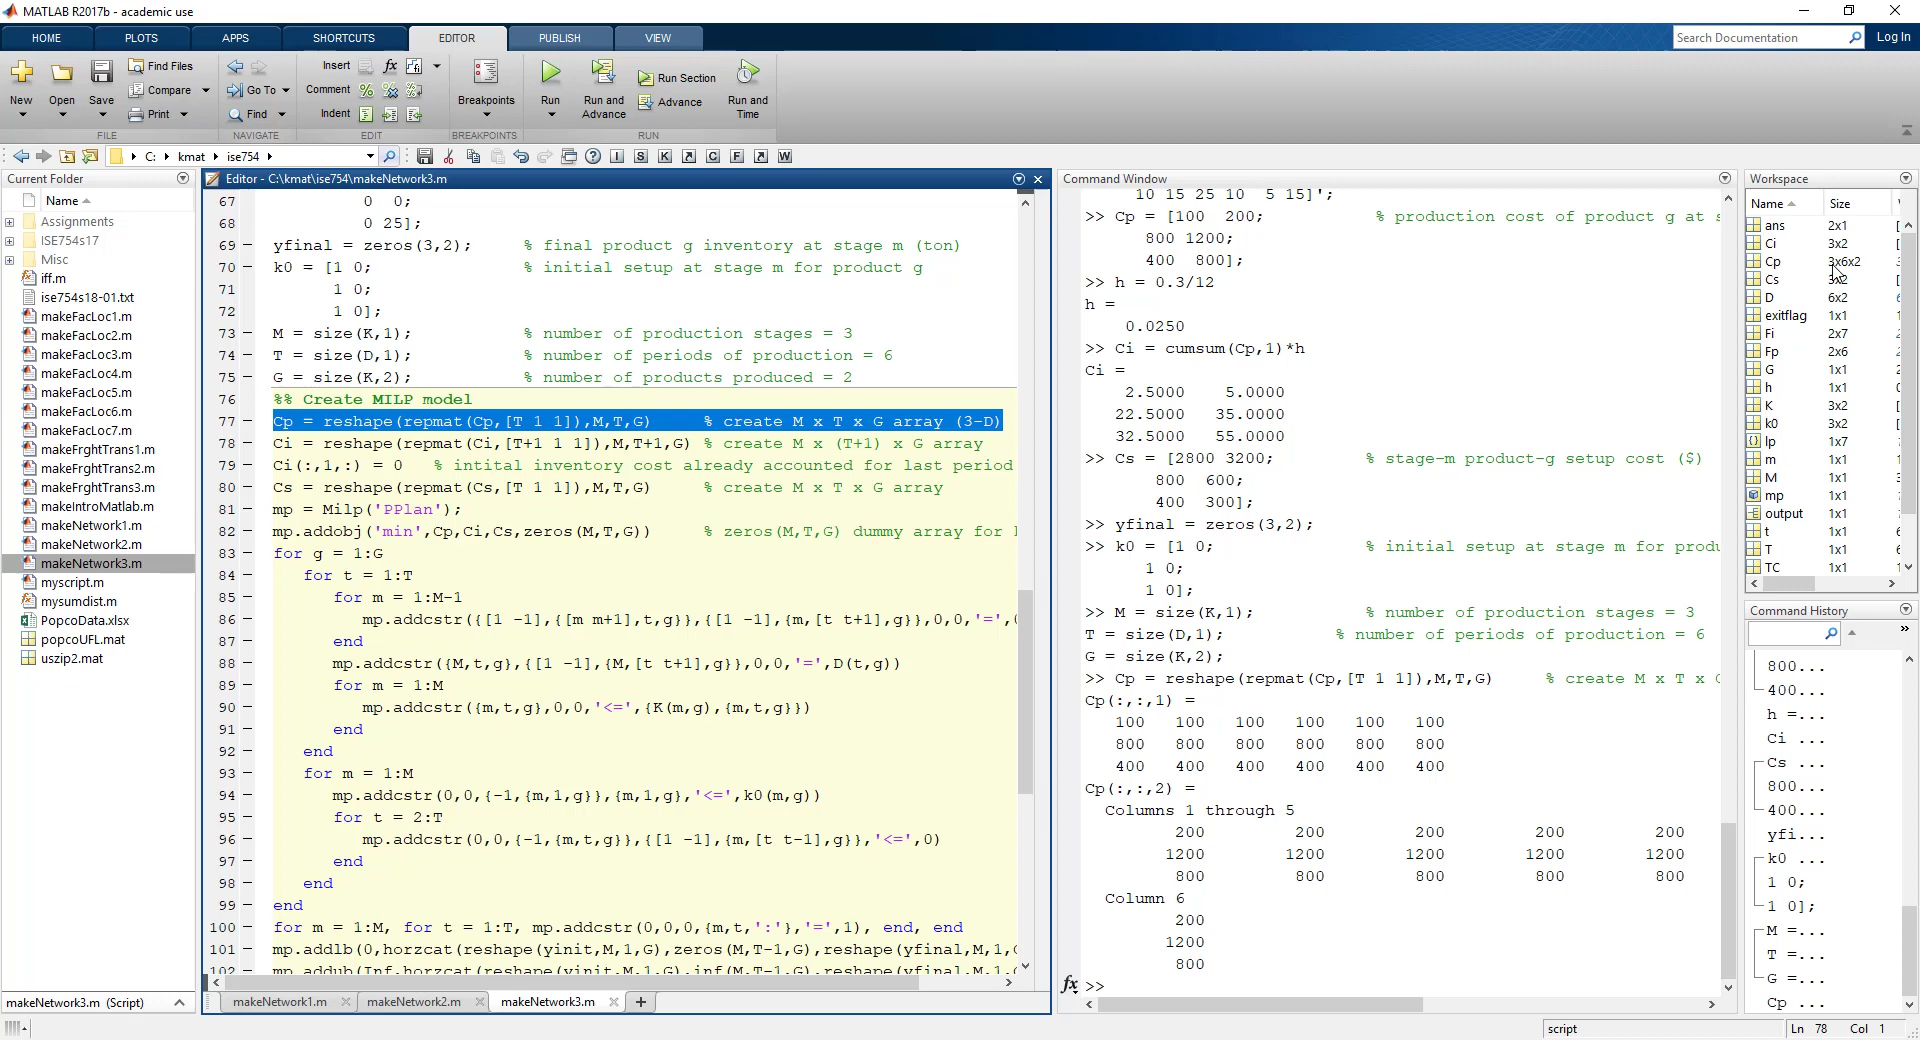 MATLAB R2017b - academic use
HOME PLOTS APPS SHORTCUTS EDITOR PUBLISH VIEW
Search Documentation
Log In
New Open Save
Find Files
Compare
Print
Go To
Find
Insert
Comment
Indent
Breakpoints
Run
Run and Advance
Run Section
Advance
Run and Time
FILE NAVIGATE EDIT BREAKPOINTS RUN
C: kmat ise754
Current Folder
Name
Assignments
ISE754s17
Misc
iff.m
ise754s18-01.txt
makeFacLoc1.m
makeFacLoc2.m
makeFacLoc3.m
makeFacLoc4.m
makeFacLoc5.m
makeFacLoc6.m
makeFacLoc7.m
makeFrghtTrans1.m
makeFrghtTrans2.m
makeFrghtTrans3.m
makeIntroMatlab.m
makeNetwork1.m
makeNetwork2.m
makeNetwork3.m
myscript.m
mysumdist.m
PopcoData.xlsx
popcoUFL.mat
uszip2.mat
makeNetwork3.m (Script)
Editor - C:\kmat\ise754\makeNetwork3.m
67 0 0;
68 0 25];
69 yfinal = zeros(3,2); % final product g inventory at stage m (ton)
70 k0 = [1 0; % initial setup at stage m for product g
71 1 0;
72 1 0];
73 M = size(K,1); % number of production stages = 3
74 T = size(D,1); % number of periods of production = 6
75 G = size(K,2); % number of products produced = 2
76 %% Create MILP model
77 Cp = reshape(repmat(Cp,[T 1 1]),M,T,G) % create M x T x G array (3-D)
78 Ci = reshape(repmat(Ci,[T+1 1 1]),M,T+1,G) % create M x (T+1) x G array
79 Ci(:,1,:) = 0 % intital inventory cost already accounted for last period
80 Cs = reshape(repmat(Cs,[T 1 1]),M,T,G) % create M x T x G array
81 mp = Milp('PPlan');
82 mp.addobj('min',Cp,Ci,Cs,zeros(M,T,G)) % zeros(M,T,G) dummy array for
83 for g = 1:G
84 for t = 1:T
85 for m = 1:M-1
86 mp.addcstr({[1 -1],{[m m+1],t,g}},{[1 -1],{m,[t t+1],g}},0,0,'=',
87 end
88 mp.addcstr({M,t,g},{[1 -1],{M,[t t+1],g}},0,0,'=',D(t,g))
89 for m = 1:M
90 mp.addcstr({m,t,g},0,0,'<=',{K(m,g),{m,t,g}})
91 end
92 end
93 for m = 1:M
94 mp.addcstr(0,0,{-1,{m,1,g}},{m,1,g},'<=',k0(m,g))
95 for t = 2:T
96 mp.addcstr(0,0,{-1,{m,t,g}},{[1 -1],{m,[t t-1],g}},'<=',0)
97 end
98 end
99 end
100 for m = 1:M, for t = 1:T, mp.addcstr(0,0,0,{m,t,':'},'=',1), end, end
101 mp.addlb(0,horzcat(reshape(yinit,M,1,G),zeros(M,T-1,G),reshape(yfinal,M,1,
102 mp.addub(Inf,horzcat(reshape(yinit,M,1,G),inf(M,T-1,G),reshape(yfinal,M,1,
makeNetwork1.m makeNetwork2.m makeNetwork3.m
Command Window
10 15 25 10 5 15]';
>> Cp = [100 200; % production cost of product g at
800 1200;
400 800];
>> h = 0.3/12
h =
0.0250
>> Ci = cumsum(Cp,1)*h
Ci =
2.5000 5.0000
22.5000 35.0000
32.5000 55.0000
>> Cs = [2800 3200; % stage-m product-g setup cost ($)
800 600;
400 300];
>> yfinal = zeros(3,2);
>> k0 = [1 0; % initial setup at stage m for produ
1 0;
1 0];
>> M = size(K,1); % number of production stages = 3
T = size(D,1); % number of periods of production = 6
G = size(K,2);
>> Cp = reshape(repmat(Cp,[T 1 1]),M,T,G) % create M x T x
Cp(:,:,1) =
100 100 100 100 100 100
800 800 800 800 800 800
400 400 400 400 400 400
Cp(:,:,2) =
Columns 1 through 5
200 200 200 200 200
1200 1200 1200 1200 1200
800 800 800 800 800
Column 6
200
1200
800
fx >>
Workspace
Name Size
ans 2x1
Ci 3x2
Cp 3x6x2
Cs 3x2
D 6x2
exitflag 1x1
Fi 2x7
Fp 2x6
G 1x1
h 1x1
K 3x2
k0 3x2
lp 1x7
m 1x1
M 1x1
mp 1x1
output 1x1
t 1x1
T 1x1
TC 1x1
Command History
800...
400...
h =...
Ci ...
Cs ...
800...
400...
yfi...
k0 ...
1 0;
1 0];
M =...
T =...
G =...
Cp ...
script
Ln 78 Col 1